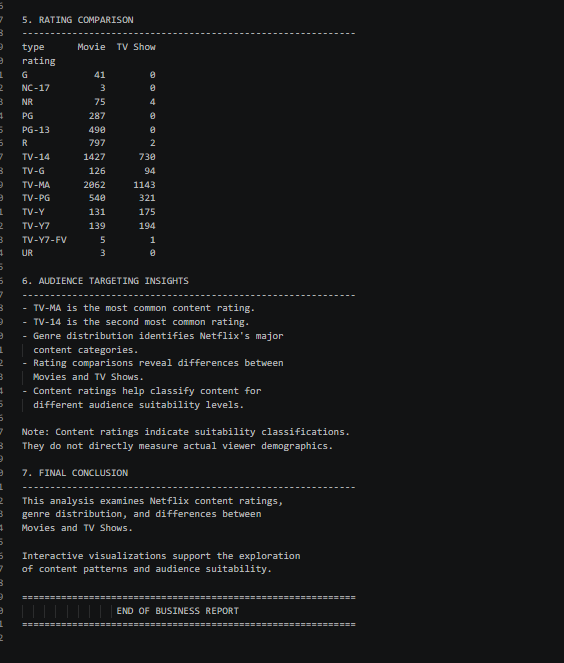 5. RATING COMPARISON
------------------------------------------------------------
type      Movie  TV Show
rating
G            41        0
NC-17         3        0
NR           75        4
PG          287        0
PG-13       490        0
R           797        2
TV-14      1427      730
TV-G        126       94
TV-MA      2062     1143
TV-PG       540      321
TV-Y        131      175
TV-Y7       139      194
TV-Y7-FV      5        1
UR            3        0
6. AUDIENCE TARGETING INSIGHTS
------------------------------------------------------------
- TV-MA is the most common content rating.
- TV-14 is the second most common rating.
- Genre distribution identifies Netflix's major
content categories.
- Rating comparisons reveal differences between
Movies and TV Shows.
- Content ratings help classify content for
different audience suitability levels.
Note: Content ratings indicate suitability classifications.
They do not directly measure actual viewer demographics.
7. FINAL CONCLUSION
------------------------------------------------------------
This analysis examines Netflix content ratings,
genre distribution, and differences between
Movies and TV Shows.
Interactive visualizations support the exploration
of content patterns and audience suitability.
============================================================
END OF BUSINESS REPORT
============================================================